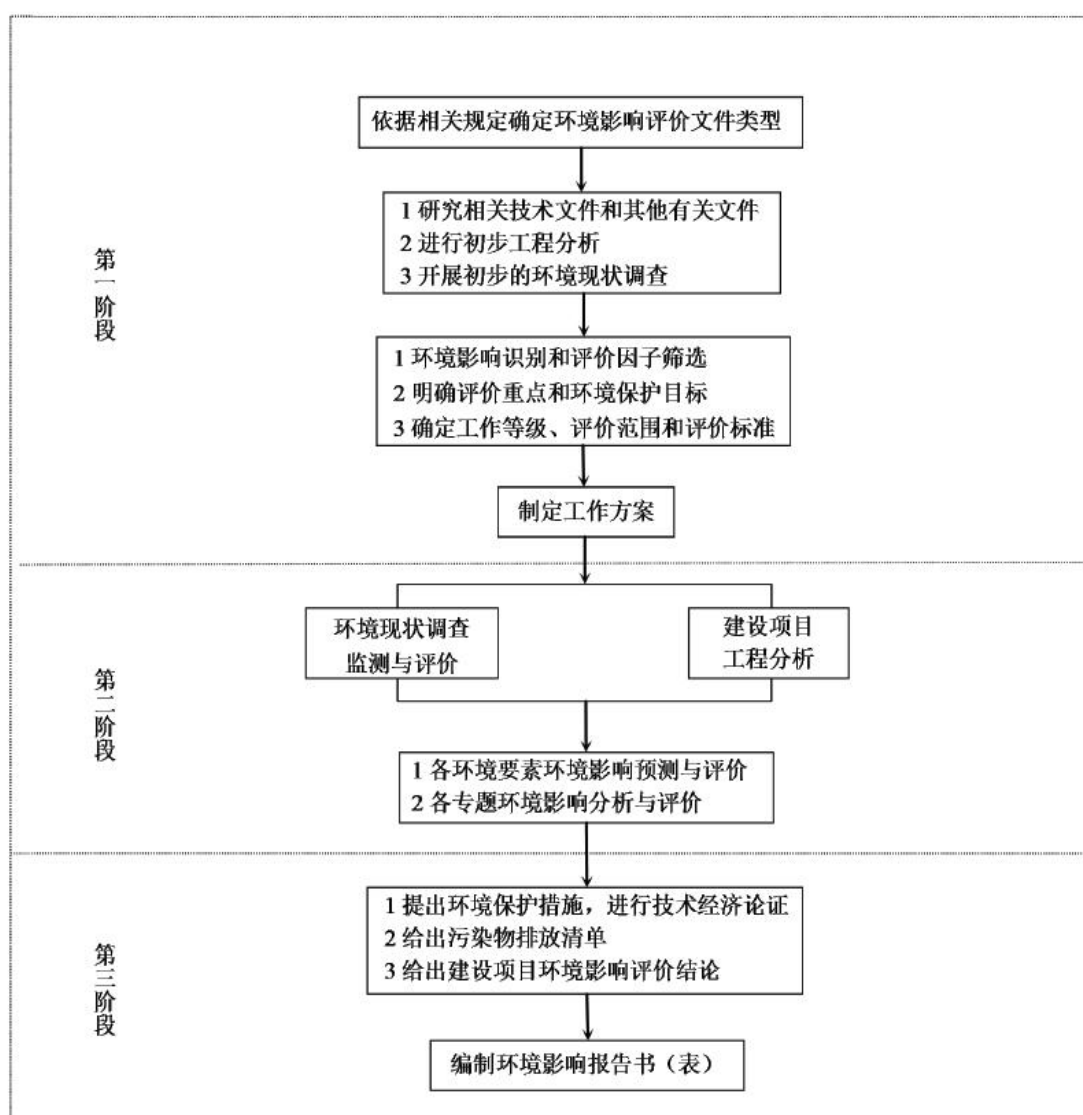 依据相关规定确定环境影响评价文件类型
1 研究相关技术文件和其他有关文件
2 进行初步工程分析
3 开展初步的环境现状调查
第一阶段
1 环境影响识别和评价因子筛选
2 明确评价重点和环境保护目标
3 确定工作等级、评价范围和评价标准
制定工作方案
环境现状调查
监测与评价
建设项目
工程分析
第二阶段
1 各环境要素环境影响预测与评价
2 各专题环境影响分析与评价
1 提出环境保护措施，进行技术经济论证
2 给出污染物排放清单
3 给出建设项目环境影响评价结论
第三阶段
编制环境影响报告书（表）